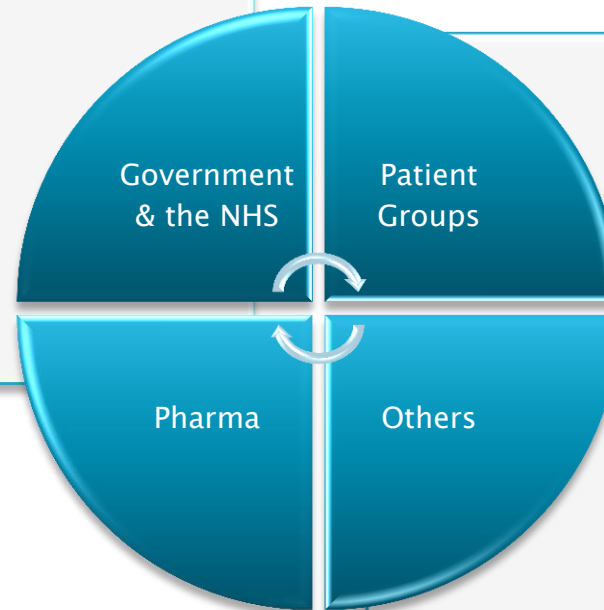 Government
& the NHS
Patient
Groups
Pharma
Others